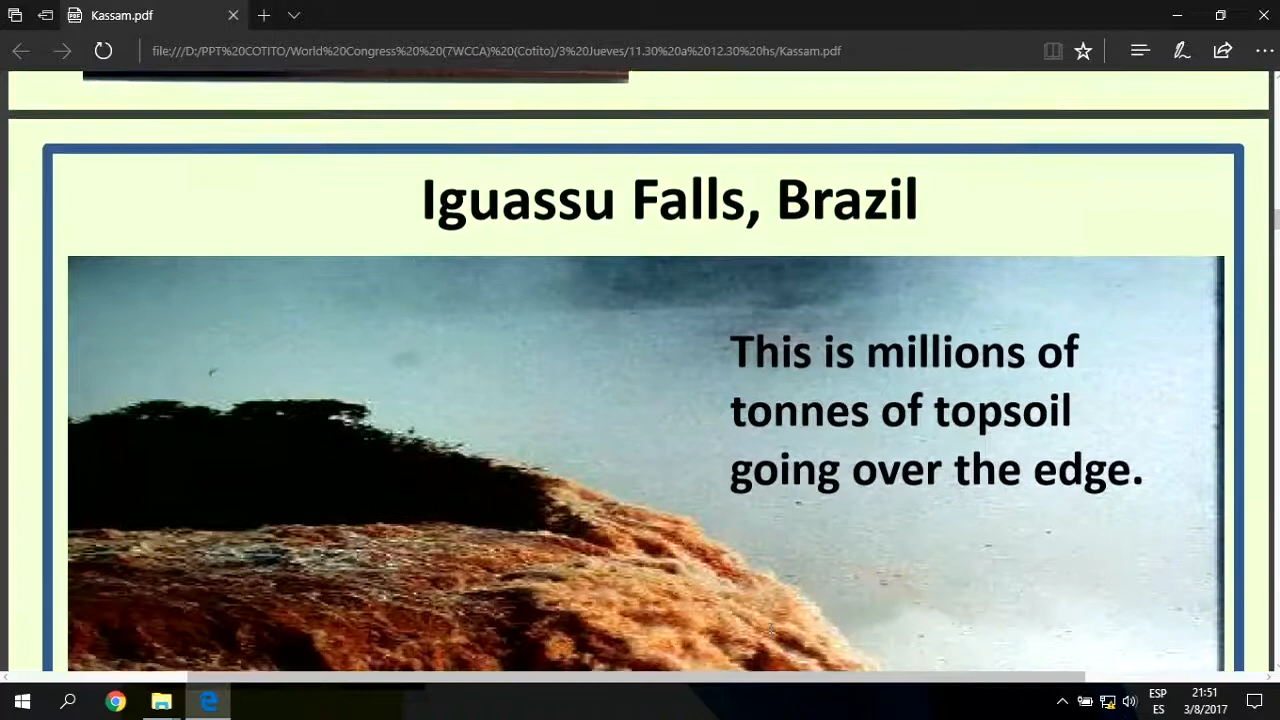 Kassam.pdf
file:///D:/PPT%20COTITO/World%20Congress%20%20(7WCCA)%20(Cotito)/3%20Jueves/11.30%20a%2012.30%20hs/Kassam.pdf
Iguassu Falls, Brazil
This is millions of
tonnes of topsoil
going over the edge.
ESP
ES
21:51
3/8/2017